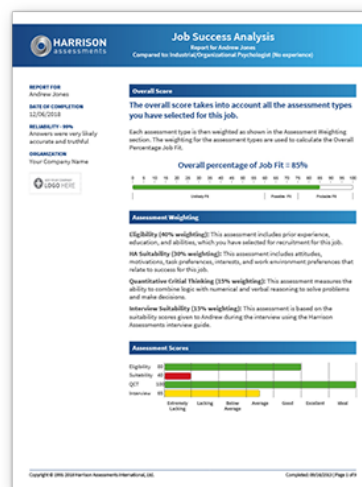 HARRISON
assessments
Job Success Analysis
Report for Andrew Jones
Compared to: Industrial/Organizational Psychologist (No experience)
REPORT FOR
Andrew Jones
DATE OF COMPLETION
12/06/2018
RELIABILITY - 99%
Answers were very likely
accurate and truthful
ORGANIZATION
Your Company Name
LOGO HERE
Overall Score
The overall score takes into account all the assessment types
you have selected for this job.
Each assessment type is then weighted as shown in the Assessment Weighting
section. The weighting for the assessment types are used to calculate the Overall
Percentage Job Fit.
Overall percentage of Job Fit = 85%
Unlikely Fit
Possible Fit
Probable Fit
Assessment Weighting
Eligibility (40% weighting): This assessment includes prior experience,
education, and abilities, which you have selected for recruitment for this job.
HA Suitability (30% weighting): This assessment includes attitudes,
motivations, task preferences, interests, and work environment preferences that
relate to success for this job.
Quantitative Critial Thinking (15% weighting): This assessment measures the
ability to combine logic with numerical and verbal reasoning to solve problems
and make decisions.
Interview Suitability (15% weighting): This assessment is based on the
suitability scores given to Andrew during the interview using the Harrison
Assessments interview guide.
Assessment Scores
Eligibility
Suitability
QCT 100
Interview
Extremely Lacking
Lacking
Below Average
Average
Good
Excellent
Ideal